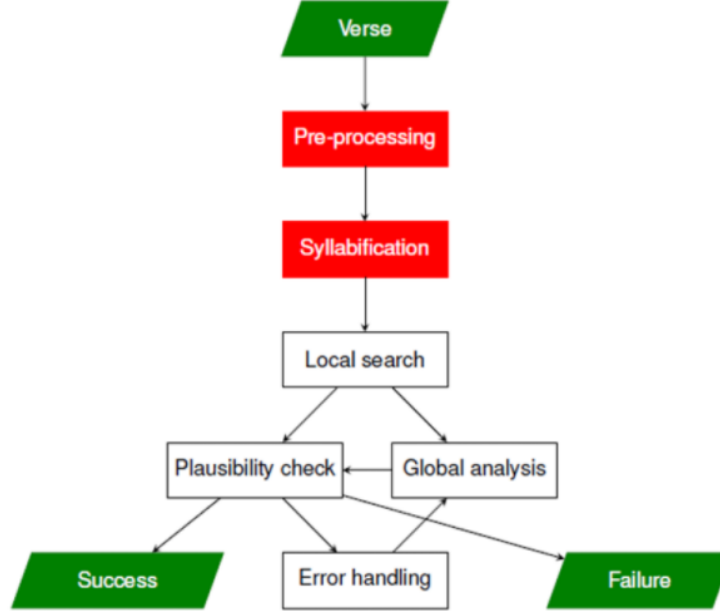 Verse
Pre-processing
Syllabification
Local search
Plausibility check
Global analysis
Success
Error handling
Failure